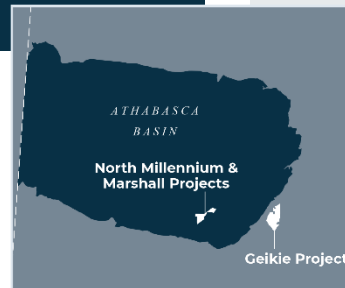 ATHABASCA
BASIN
North Millennium &
Marshall Projects
Geikie Project